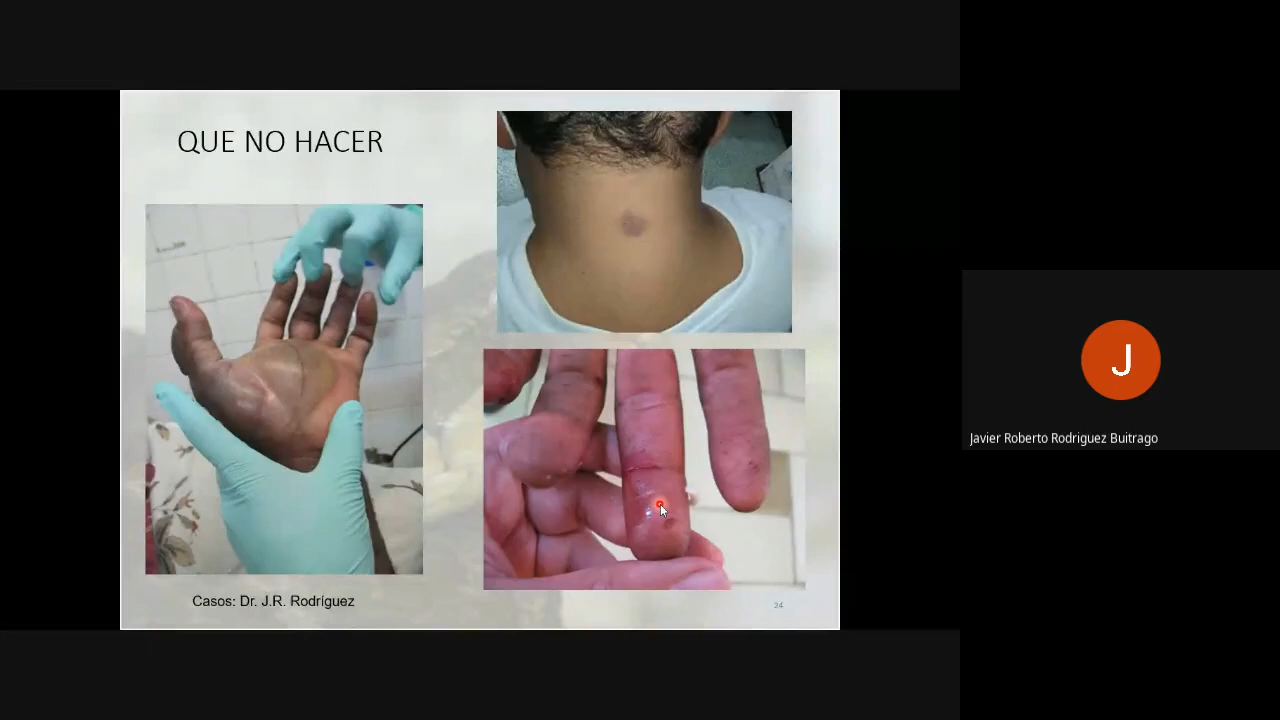 QUE NO HACER
Casos: Dr. J.R. Rodríguez
24
J
Javier Roberto Rodriguez Buitrago